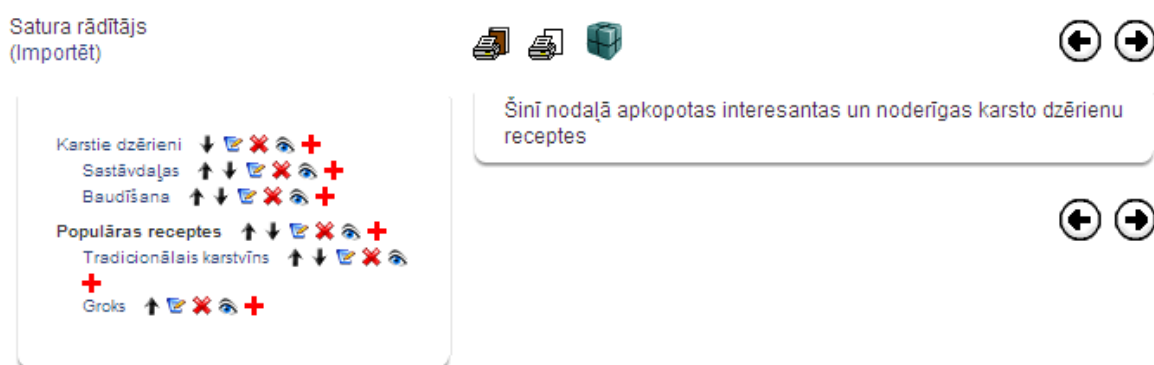 Satura rādītājs
(Importēt)
Karstie dzērieni
Sastāvdaļas
Baudīšana
Populāras receptes
Tradicionālais karstvīns
Groks
Šinī nodaļā apkopotas interesantas un noderīgas karsto dzērienu
receptes